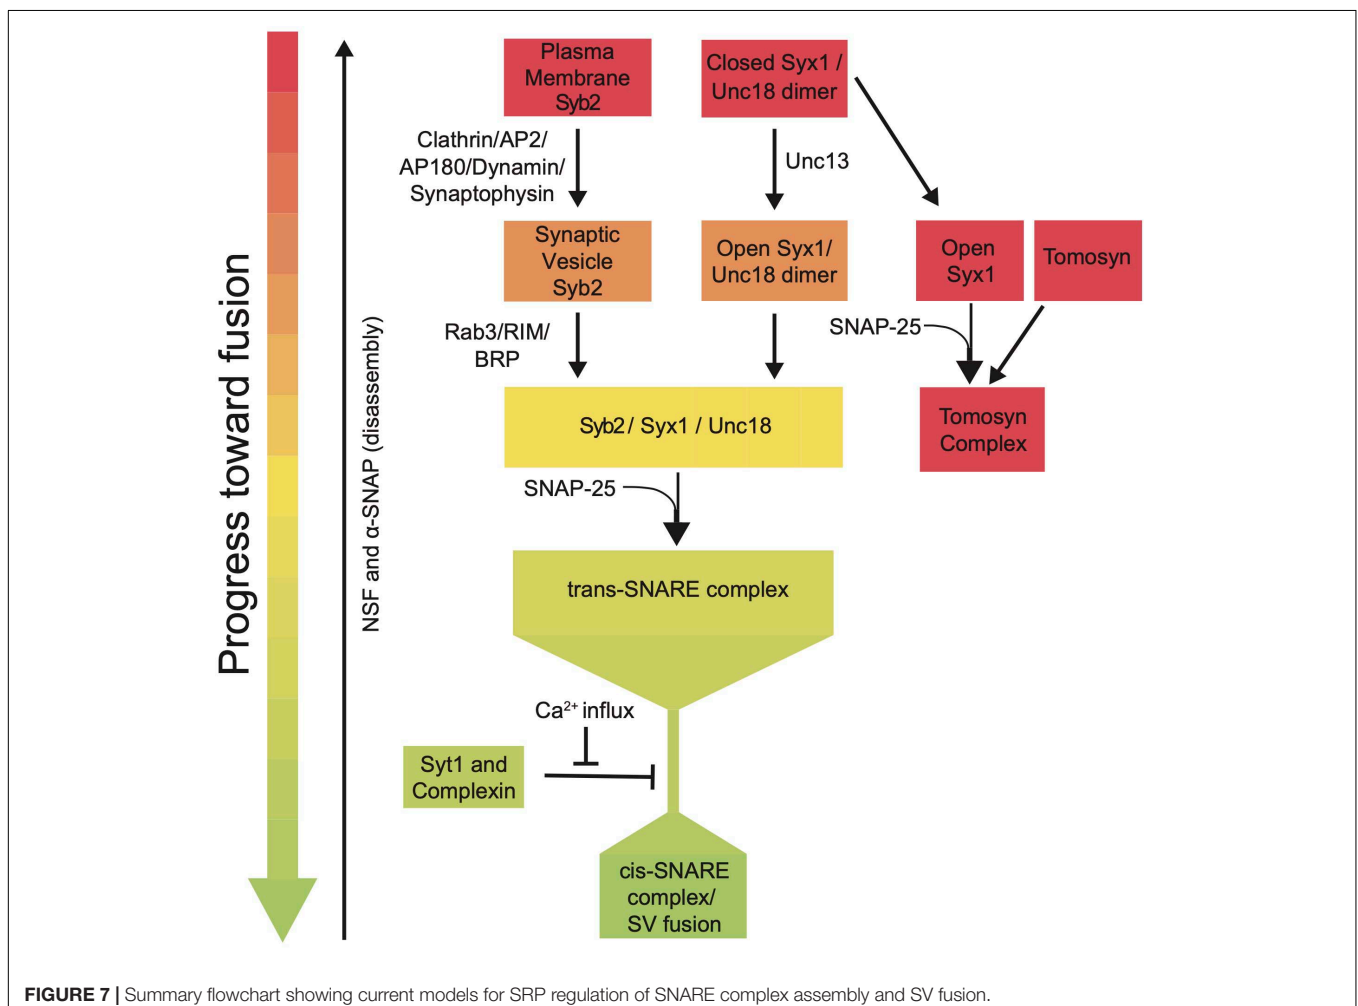 Progress toward fusion
NSF and α-SNAP (disassembly)
Plasma
Membrane
Syb2
Closed Syx1 /
Unc18 dimer
Clathrin/AP2/
AP180/Dynamin/
Synaptophysin
Unc13
Synaptic
Vesicle
Syb2
Open Syx1/
Unc18 dimer
Open
Syx1
Tomosyn
Rab3/RIM/
BRP
SNAP-25
Syb2 / Syx1 / Unc18
Tomosyn
Complex
SNAP-25
trans-SNARE complex
Ca²⁺ influx
Syt1 and
Complexin
cis-SNARE
complex/
SV fusion
FIGURE 7 | Summary flowchart showing current models for SRP regulation of SNARE complex assembly and SV fusion.